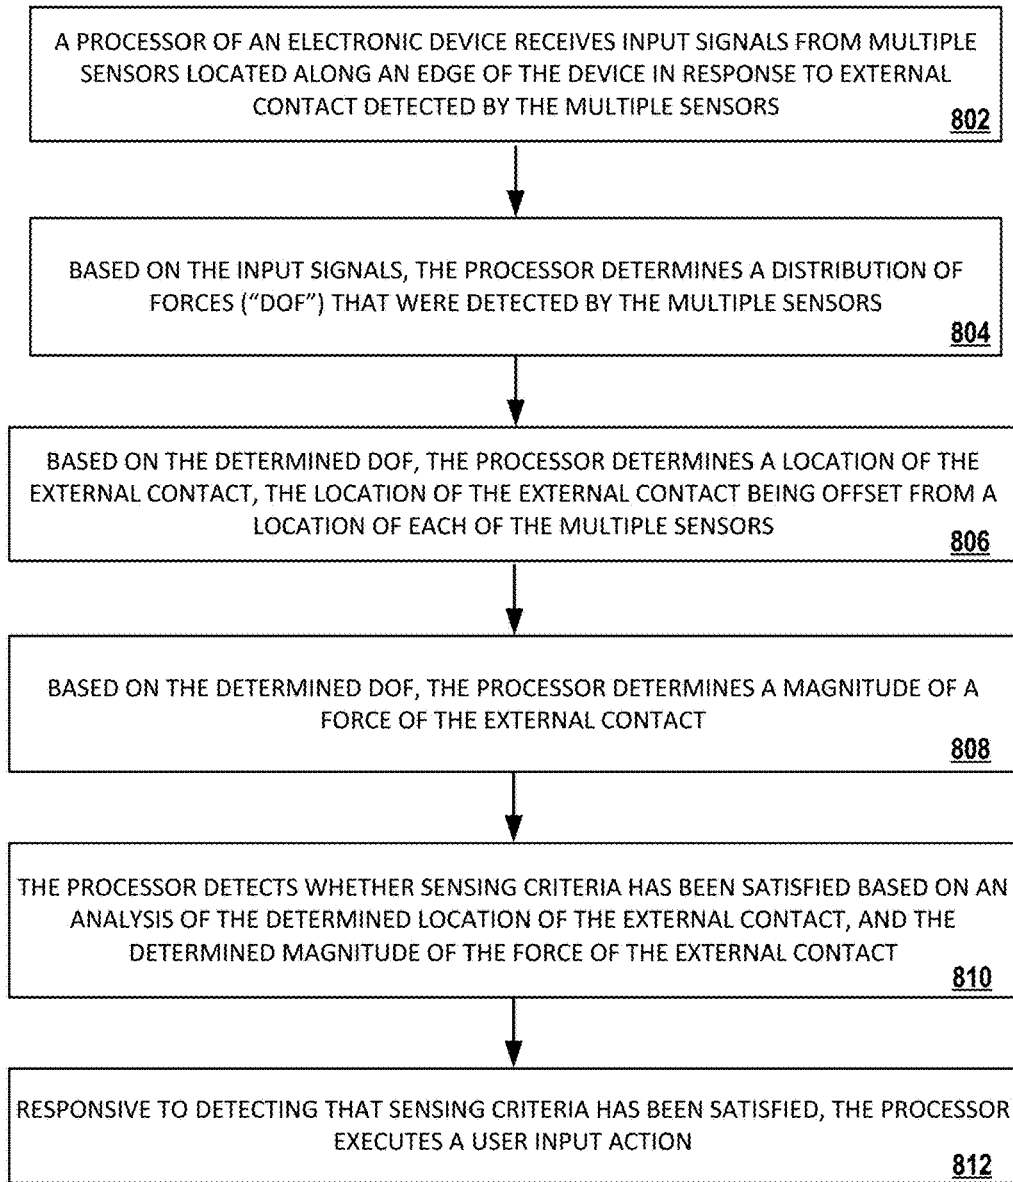 A PROCESSOR OF AN ELECTRONIC DEVICE RECEIVES INPUT SIGNALS FROM MULTIPLE
SENSORS LOCATED ALONG AN EDGE OF THE DEVICE IN RESPONSE TO EXTERNAL
CONTACT DETECTED BY THE MULTIPLE SENSORS
802
BASED ON THE INPUT SIGNALS, THE PROCESSOR DETERMINES A DISTRIBUTION OF
FORCES (“DOF”) THAT WERE DETECTED BY THE MULTIPLE SENSORS
804
BASED ON THE DETERMINED DOF, THE PROCESSOR DETERMINES A LOCATION OF THE
EXTERNAL CONTACT, THE LOCATION OF THE EXTERNAL CONTACT BEING OFFSET FROM A
LOCATION OF EACH OF THE MULTIPLE SENSORS
806
BASED ON THE DETERMINED DOF, THE PROCESSOR DETERMINES A MAGNITUDE OF A
FORCE OF THE EXTERNAL CONTACT
808
THE PROCESSOR DETECTS WHETHER SENSING CRITERIA HAS BEEN SATISFIED BASED ON AN
ANALYSIS OF THE DETERMINED LOCATION OF THE EXTERNAL CONTACT, AND THE
DETERMINED MAGNITUDE OF THE FORCE OF THE EXTERNAL CONTACT
810
RESPONSIVE TO DETECTING THAT SENSING CRITERIA HAS BEEN SATISFIED, THE PROCESSOR
EXECUTES A USER INPUT ACTION
812